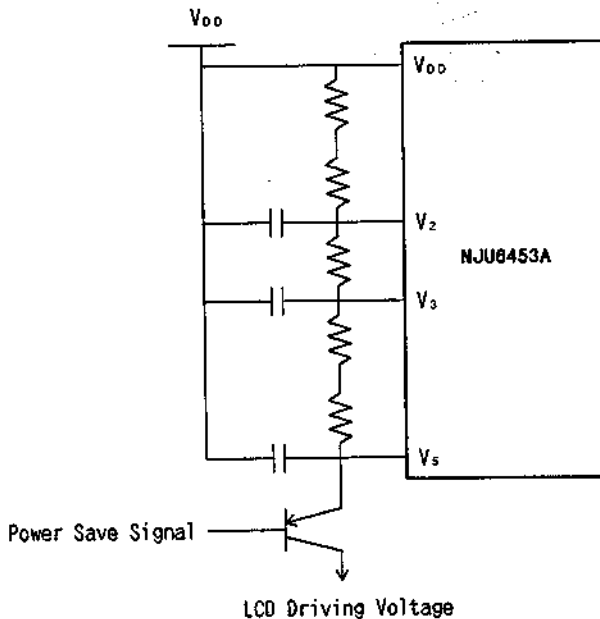 VDD
VDD
V2
NJU6453A
V3
V5
Power Save Signal
LCD Driving Voltage